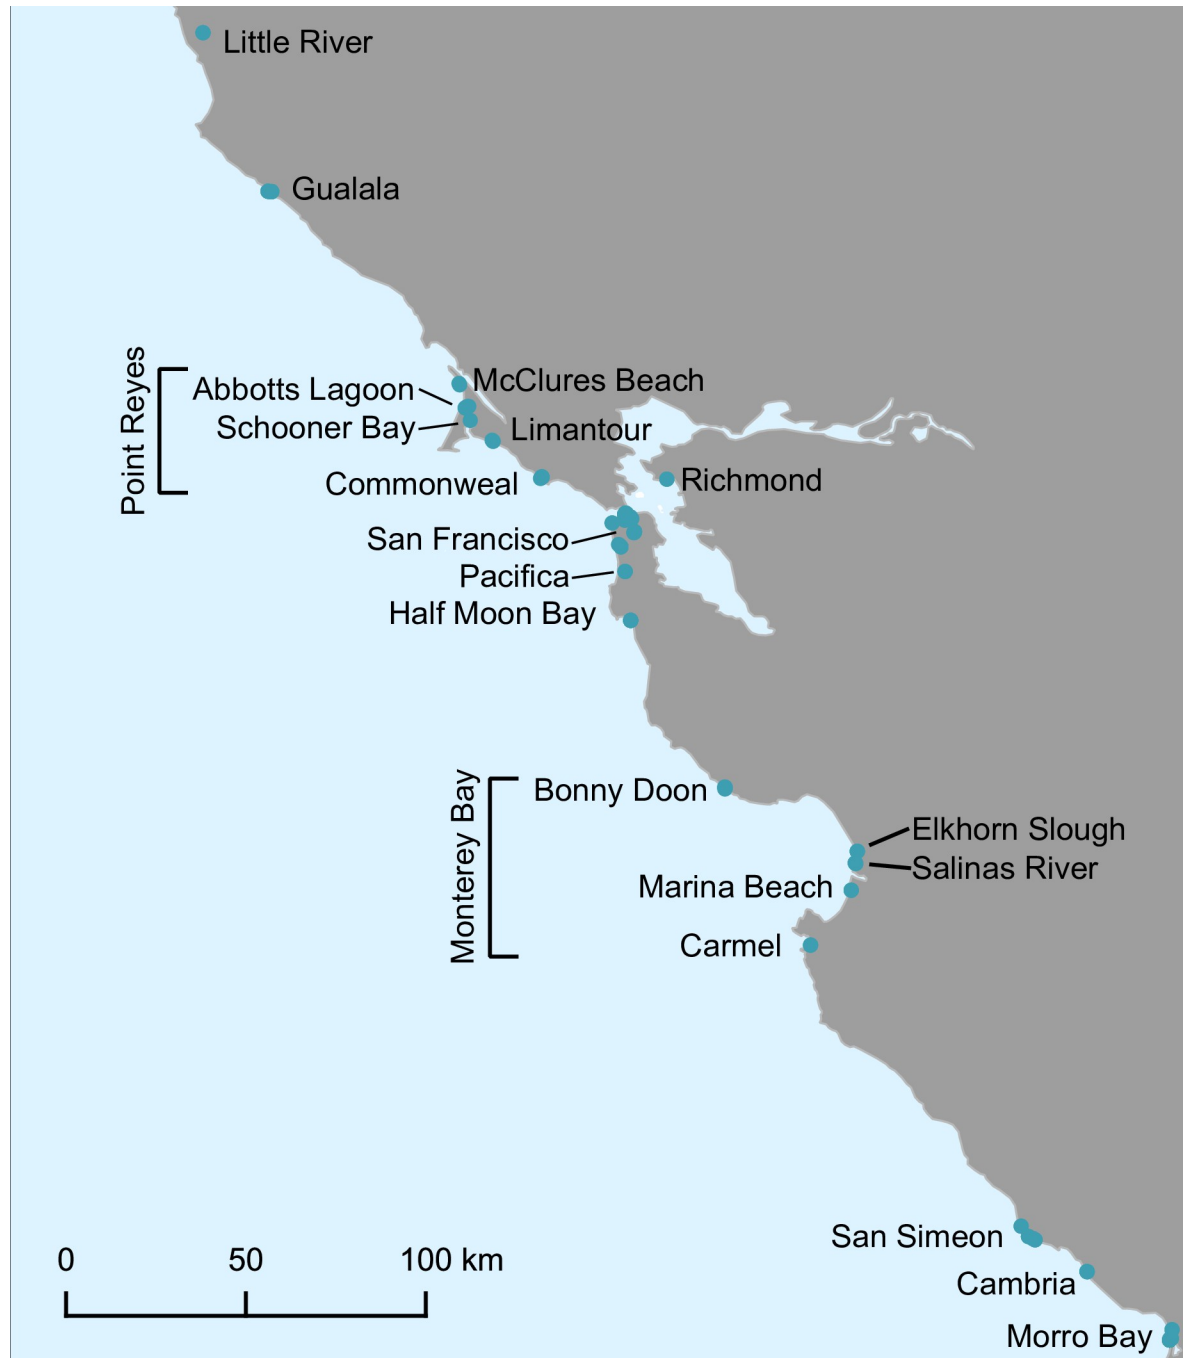 Little River
Gualala
Point Reyes
McClures Beach
Abbotts Lagoon
Schooner Bay
Limantour
Commonweal
Richmond
San Francisco
Pacifica
Half Moon Bay
Monterey Bay
Bonny Doon
Elkhorn Slough
Salinas River
Marina Beach
Carmel
San Simeon
0 50 100 km
Cambria
Morro Bay